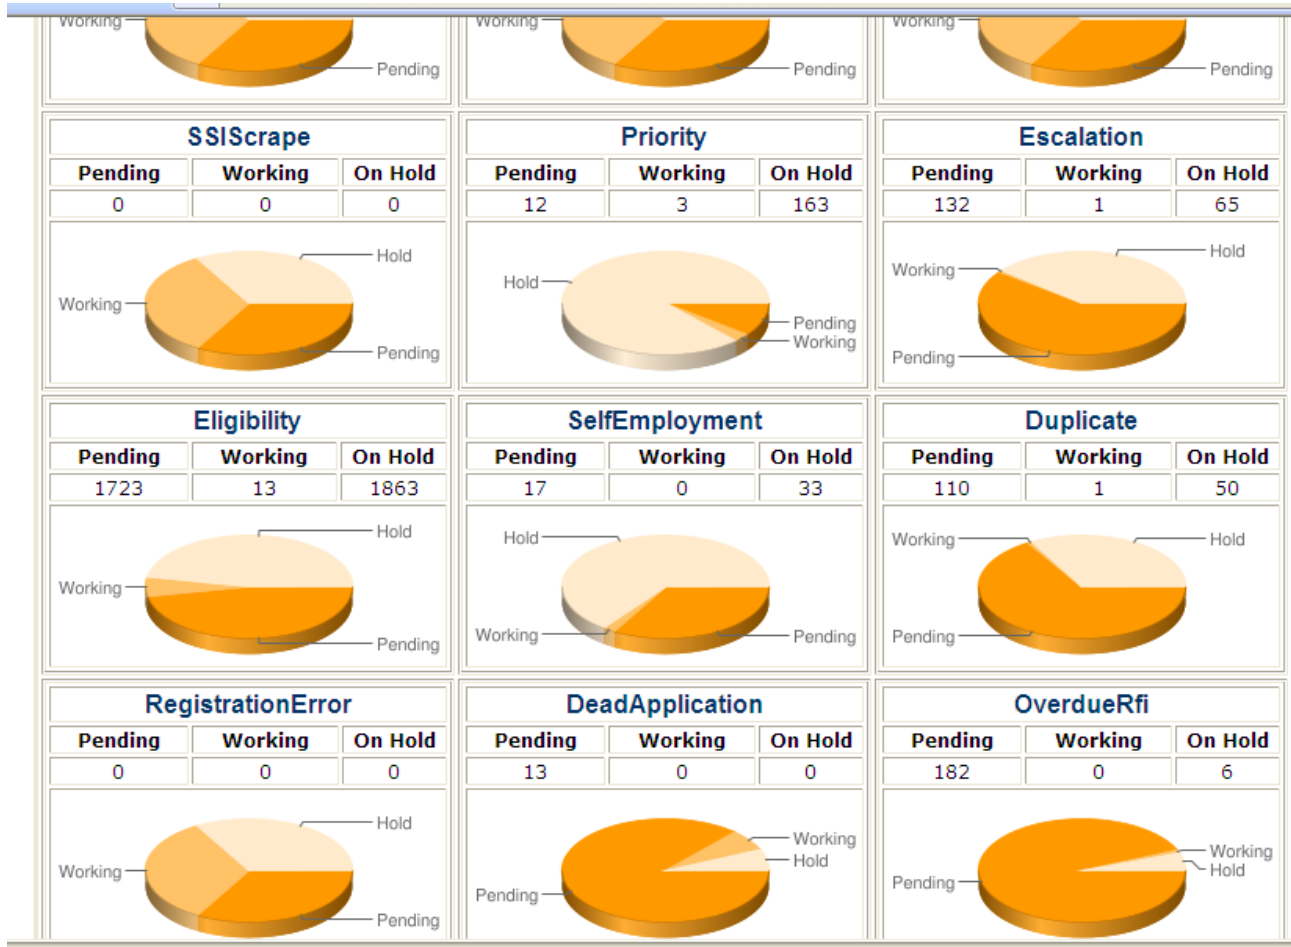 Working
Pending
Working
Pending
Working
Pending
SSIScrape
Pending Working On Hold
0 0 0
Hold
Working
Pending
Priority
Pending Working On Hold
12 3 163
Hold
Pending
Working
Escalation
Pending Working On Hold
132 1 65
Hold
Working
Pending
Eligibility
Pending Working On Hold
1723 13 1863
Hold
Working
Pending
SelfEmployment
Pending Working On Hold
17 0 33
Hold
Working
Pending
Duplicate
Pending Working On Hold
110 1 50
Working
Hold
Pending
RegistrationError
Pending Working On Hold
0 0 0
Hold
Working
Pending
DeadApplication
Pending Working On Hold
13 0 0
Working
Hold
Pending
OverdueRfi
Pending Working On Hold
182 0 6
Working
Hold
Pending